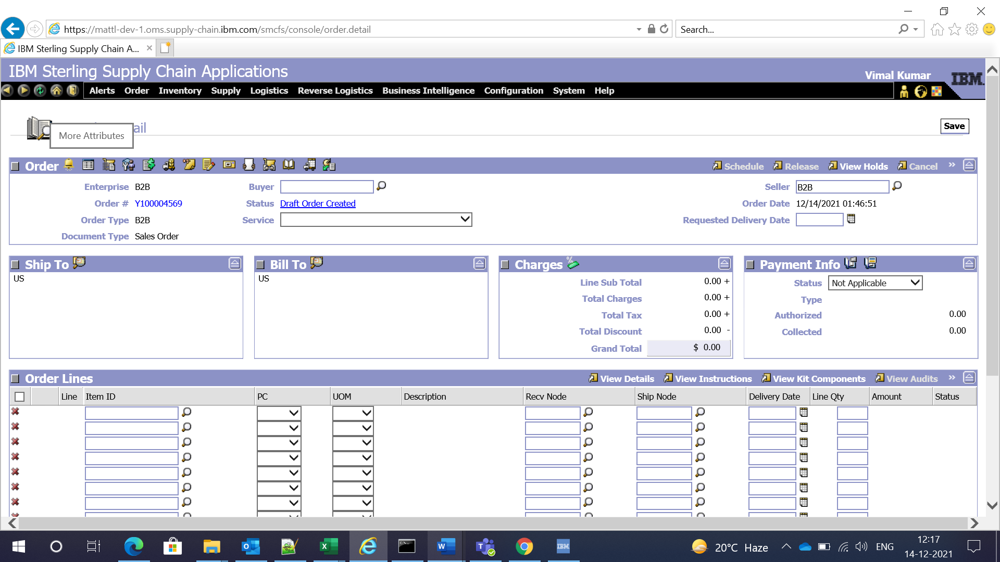 https://mattl-dev-1.oms.supply-chain.ibm.com/smcfs/console/order.detail
Search...
IBM Sterling Supply Chain A...
IBM Sterling Supply Chain Applications
Vimal Kumar
IBM.
Alerts Order Inventory Supply Logistics Reverse Logistics Business Intelligence Configuration System Help
ail
More Attributes
Save
Order
Schedule Release View Holds Cancel »
Enterprise B2B Buyer Seller B2B
Order # Y100004569 Status Draft Order Created Order Date 12/14/2021 01:46:51
Order Type B2B Service Requested Delivery Date
Document Type Sales Order
Ship To
US
Bill To
US
Charges
Line Sub Total 0.00 +
Total Charges 0.00 +
Total Tax 0.00 +
Total Discount 0.00 -
Grand Total $ 0.00
Payment Info
Status Not Applicable
Type
Authorized 0.00
Collected 0.00
Order Lines
View Details View Instructions View Kit Components View Audits »
Line Item ID PC UOM Description Recv Node Ship Node Delivery Date Line Qty Amount Status
20°C Haze
ENG
12:17
14-12-2021